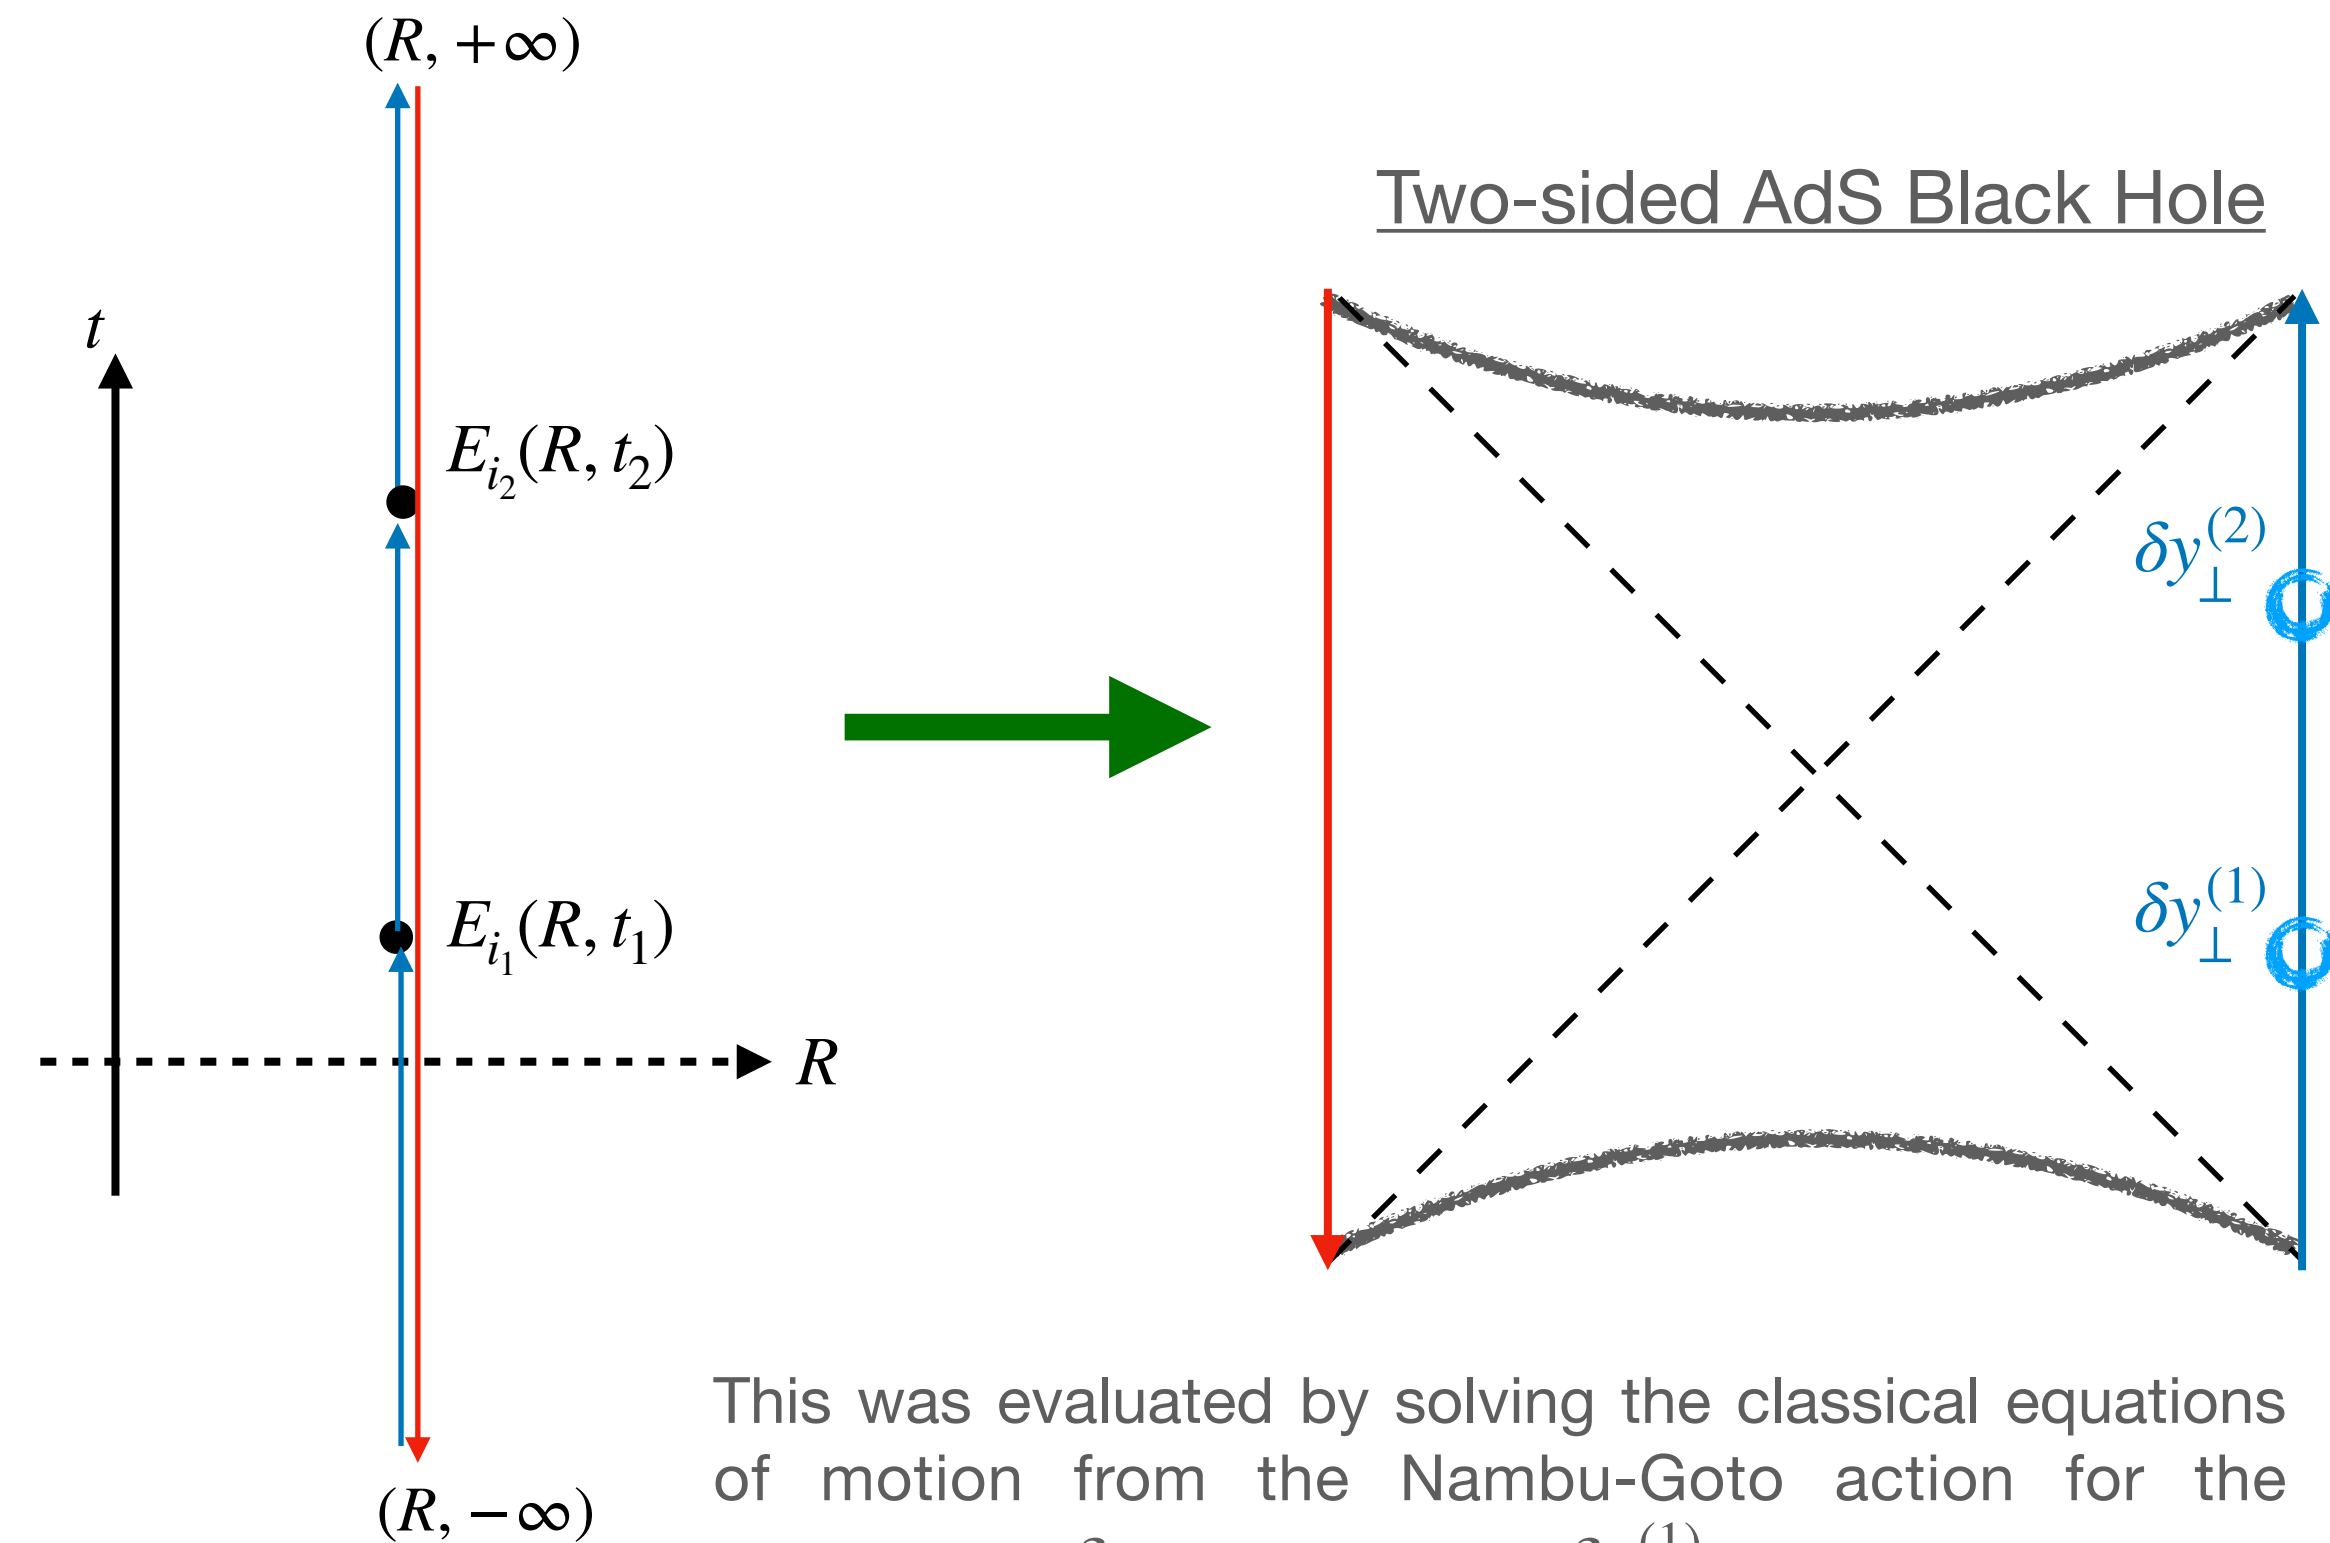 (R, +∞)
Two-sided AdS Black Hole
t
E_{i_2}(R, t_2)
δy_⊥^{(2)}
δy_⊥^{(1)}
E_{i_1}(R, t_1)
R
This was evaluated by solving the classical equations
of motion from the Nambu-Goto action for the
(R, −∞)